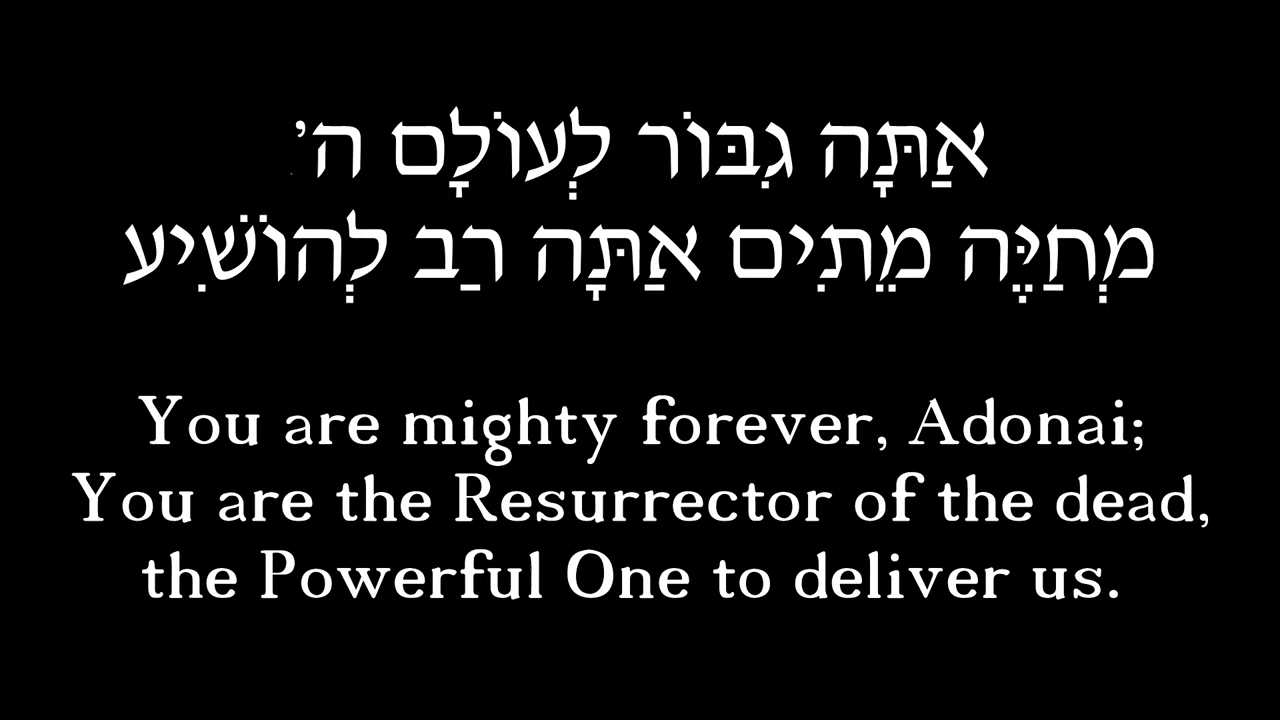 אַתָּה גִּבּוֹר לְעוֹלָם ה'
מְחַיֶּה מֵתִים אַתָּה רַב לְהוֹשִׁיעַ
You are mighty forever, Adonai;
You are the Resurrector of the dead,
the Powerful One to deliver us.